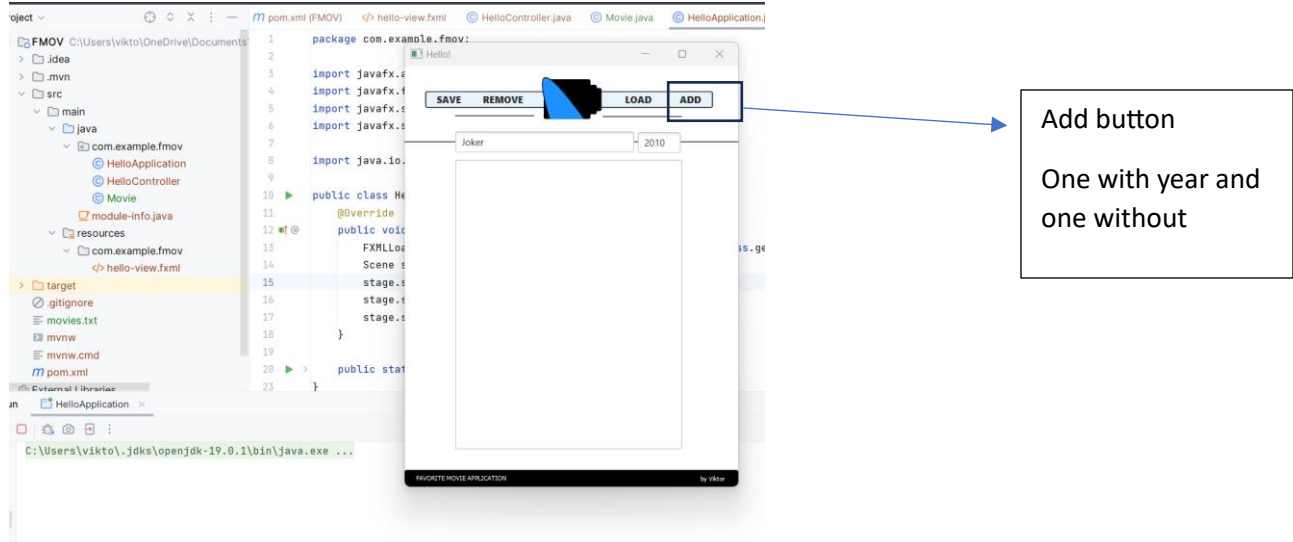 roject
FMOV C:\Users\vikto\OneDrive\Documents
.idea
.mvn
src
main
java
com.example.fmov
HelloApplication
HelloController
Movie
module-info.java
resources
com.example.fmov
hello-view.fxml
target
.gitignore
movies.txt
mvnw
mvnw.cmd
pom.xml
External Libraries
pom.xml (FMOV) hello-view.fxml HelloController.java Movie.java HelloApplication.j
1 package com.example.fmov;
2
3 import javafx.a
4 import javafx.f
5 import javafx.s
6 import javafx.s
7
8 import java.io.
9
10 public class He
11 @Override
12 public void
13 FXMLLoa ss.ge
14 Scene s
15 stage.s
16 stage.s
17 stage.s
18 }
19
20 public stat
23 }
Hello!
SAVE REMOVE LOAD ADD
Joker 2010
FAVORITE MOVIE APPLICATION by Viktor
un HelloApplication
C:\Users\vikto\.jdks\openjdk-19.0.1\bin\java.exe ...
Add button
One with year and
one without